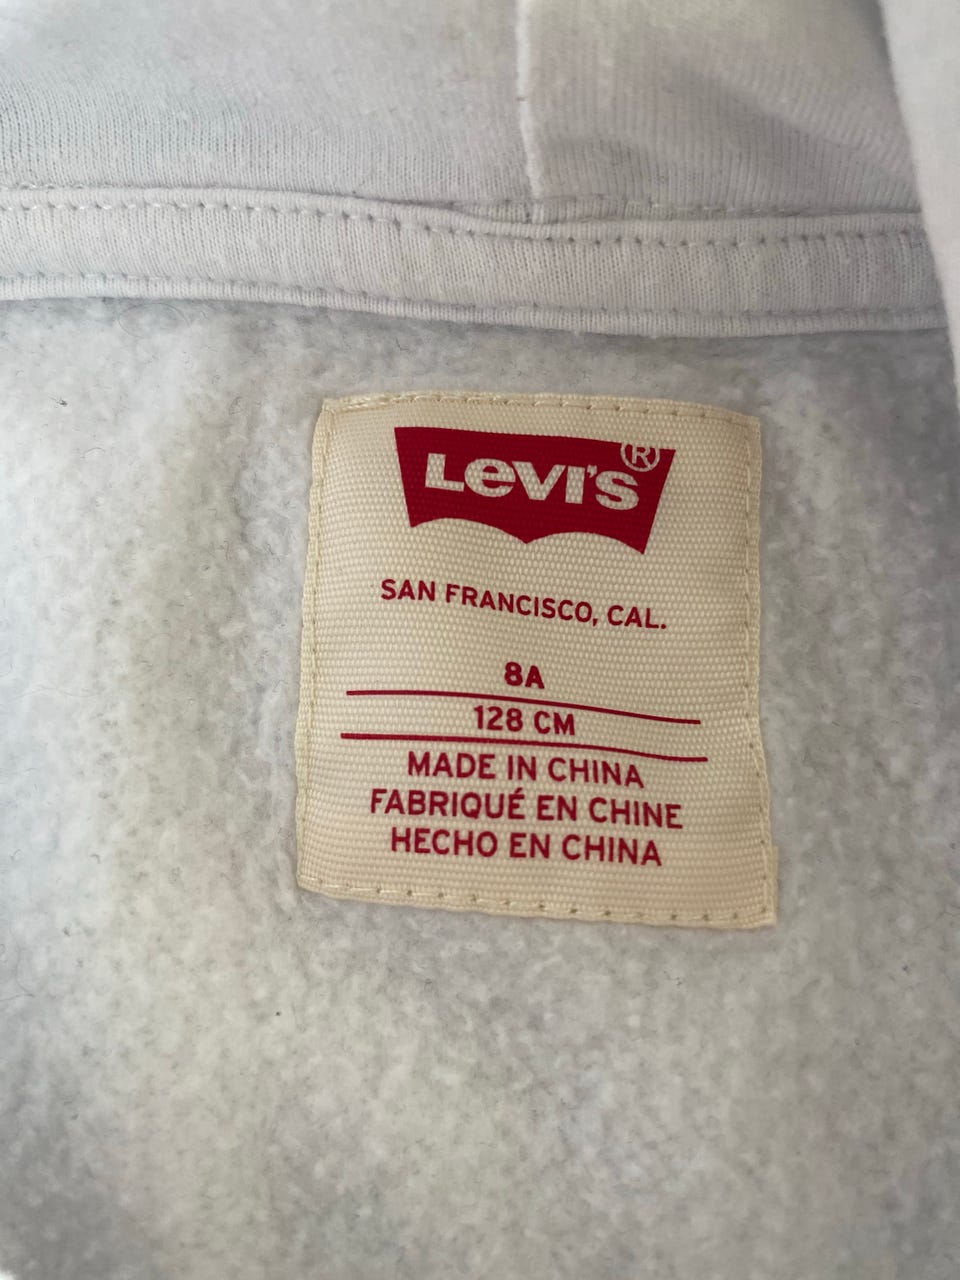 LEVI'S®
SAN FRANCISCO, CAL.
8A
128 CM
MADE IN CHINA
FABRIQUÉ EN CHINE
HECHO EN CHINA